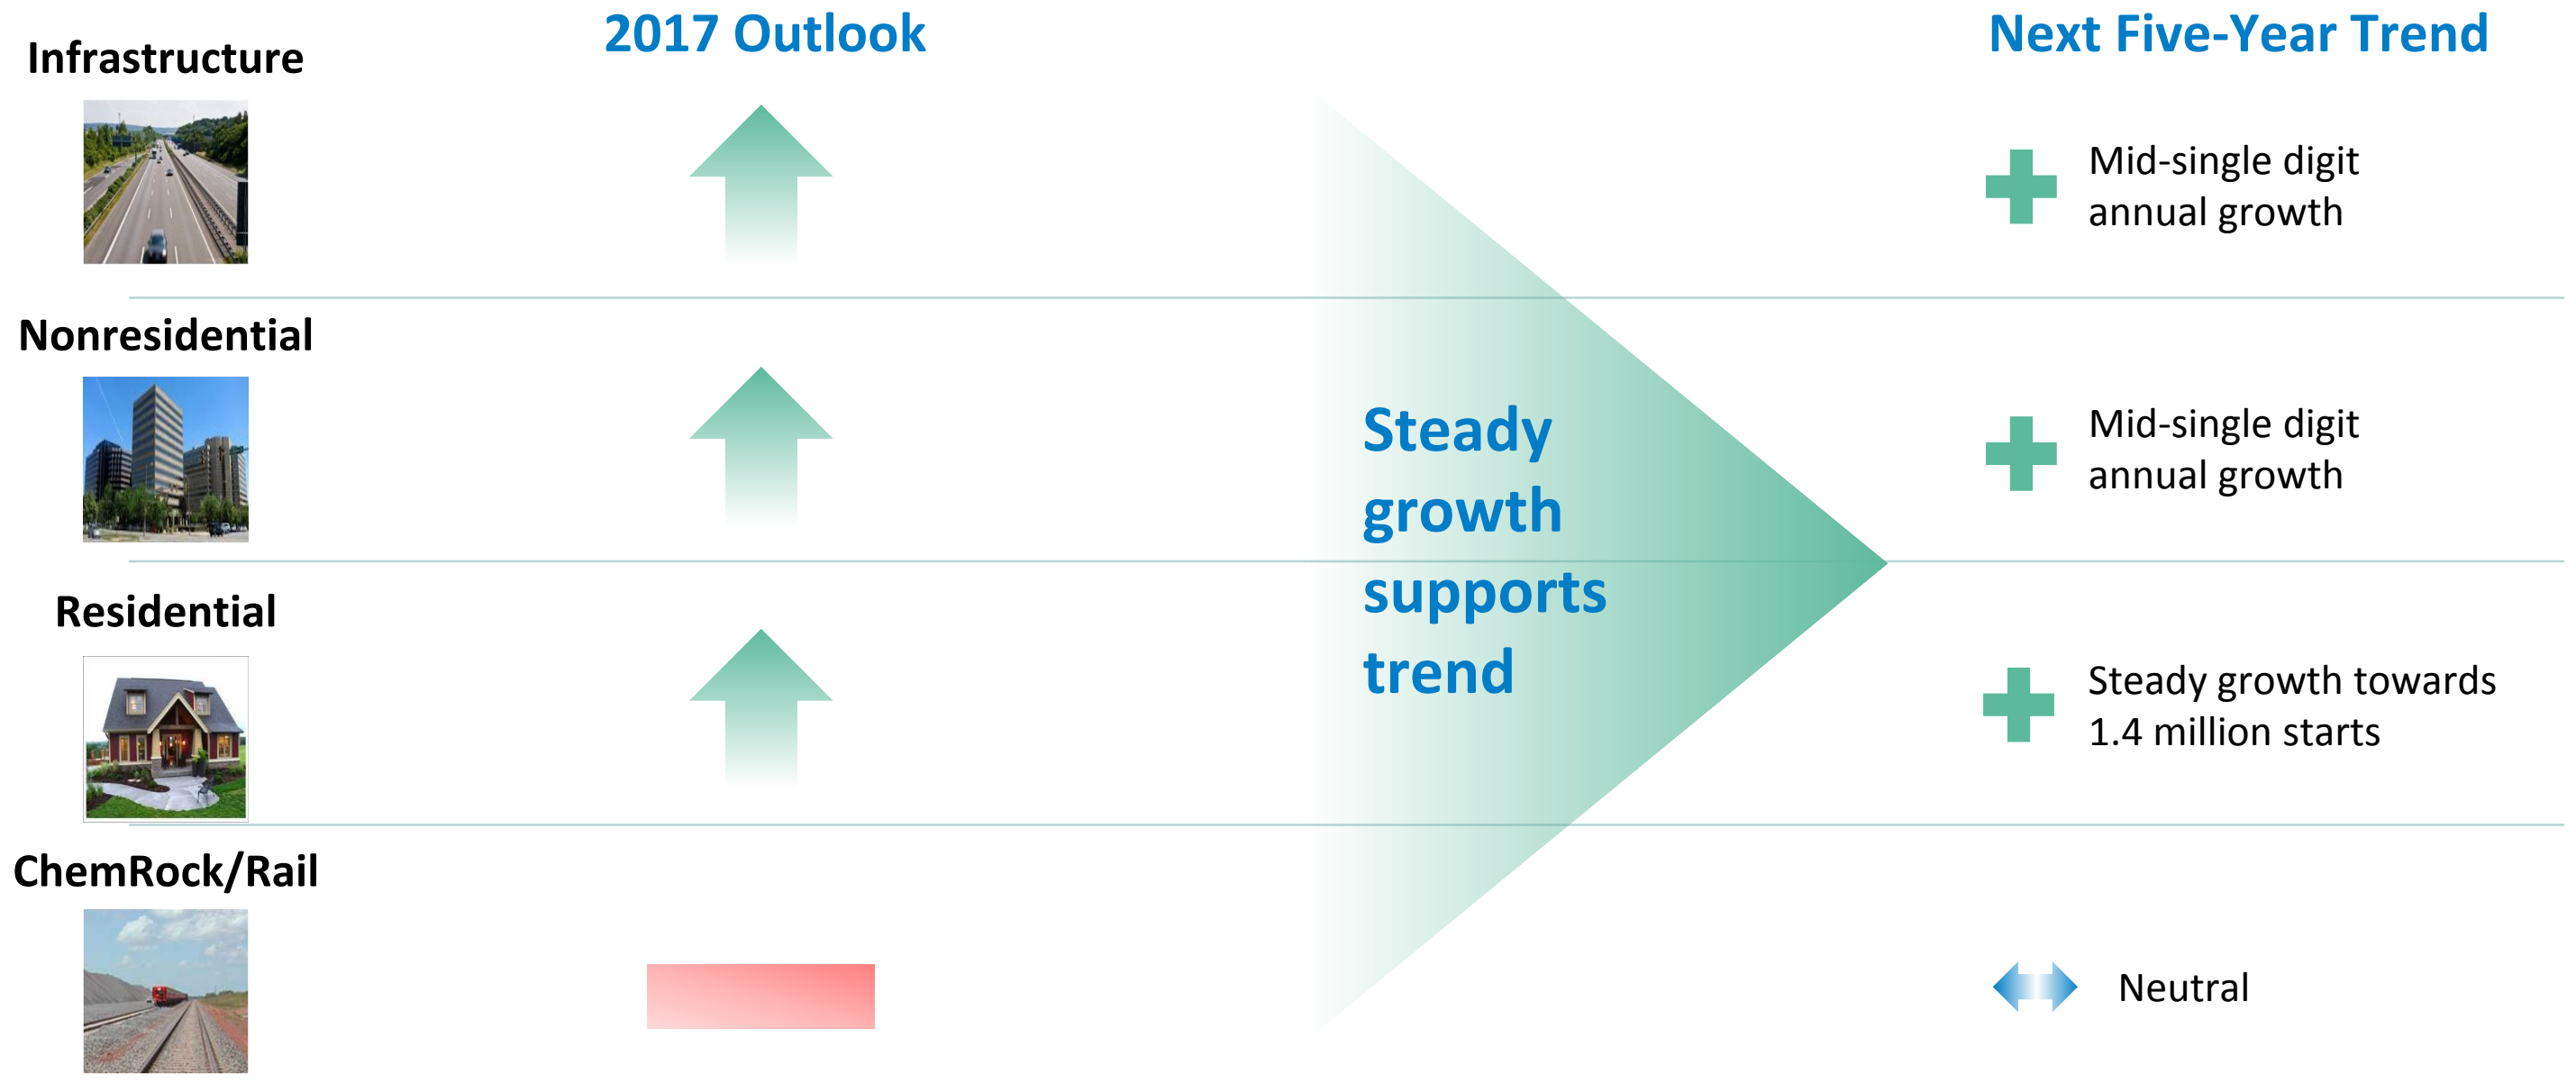 2017 Outlook
Next Five-Year Trend
Infrastructure
Mid-single digit
annual growth
Nonresidential
Mid-single digit
annual growth
Steady
growth
supports
trend
Residential
Steady growth towards
1.4 million starts
ChemRock/Rail
Neutral